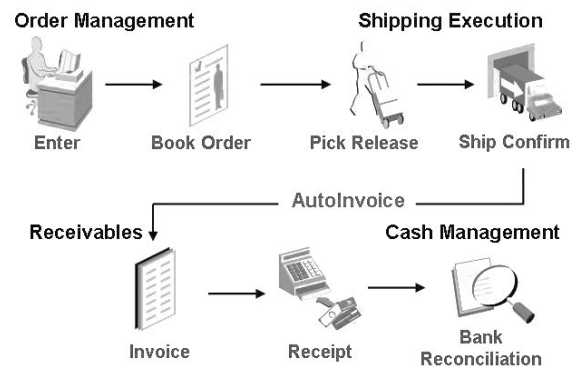 Order Management
Shipping Execution
Enter
Book Order
Pick Release
Ship Confirm
AutoInvoice
Receivables
Cash Management
Invoice
Receipt
Bank
Reconciliation